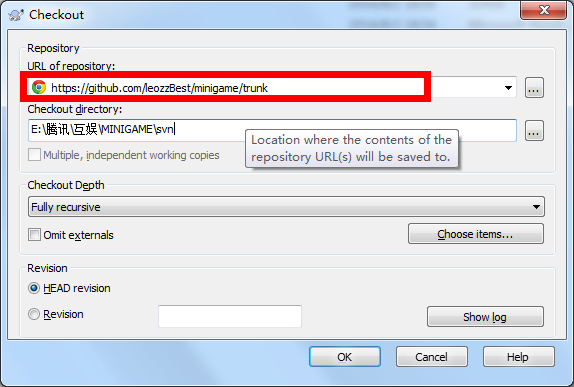 Checkout
Repository
URL of repository:
https://github.com/leozzBest/minigame/trunk
...
Checkout directory:
E:\腾讯\互娱\MINIGAME\svn
...
Location where the contents of the
repository URL(s) will be saved to.
Multiple, independent working copies
Checkout Depth
Fully recursive
Omit externals
Choose items...
Revision
HEAD revision
Revision
Show log
OK
Cancel
Help